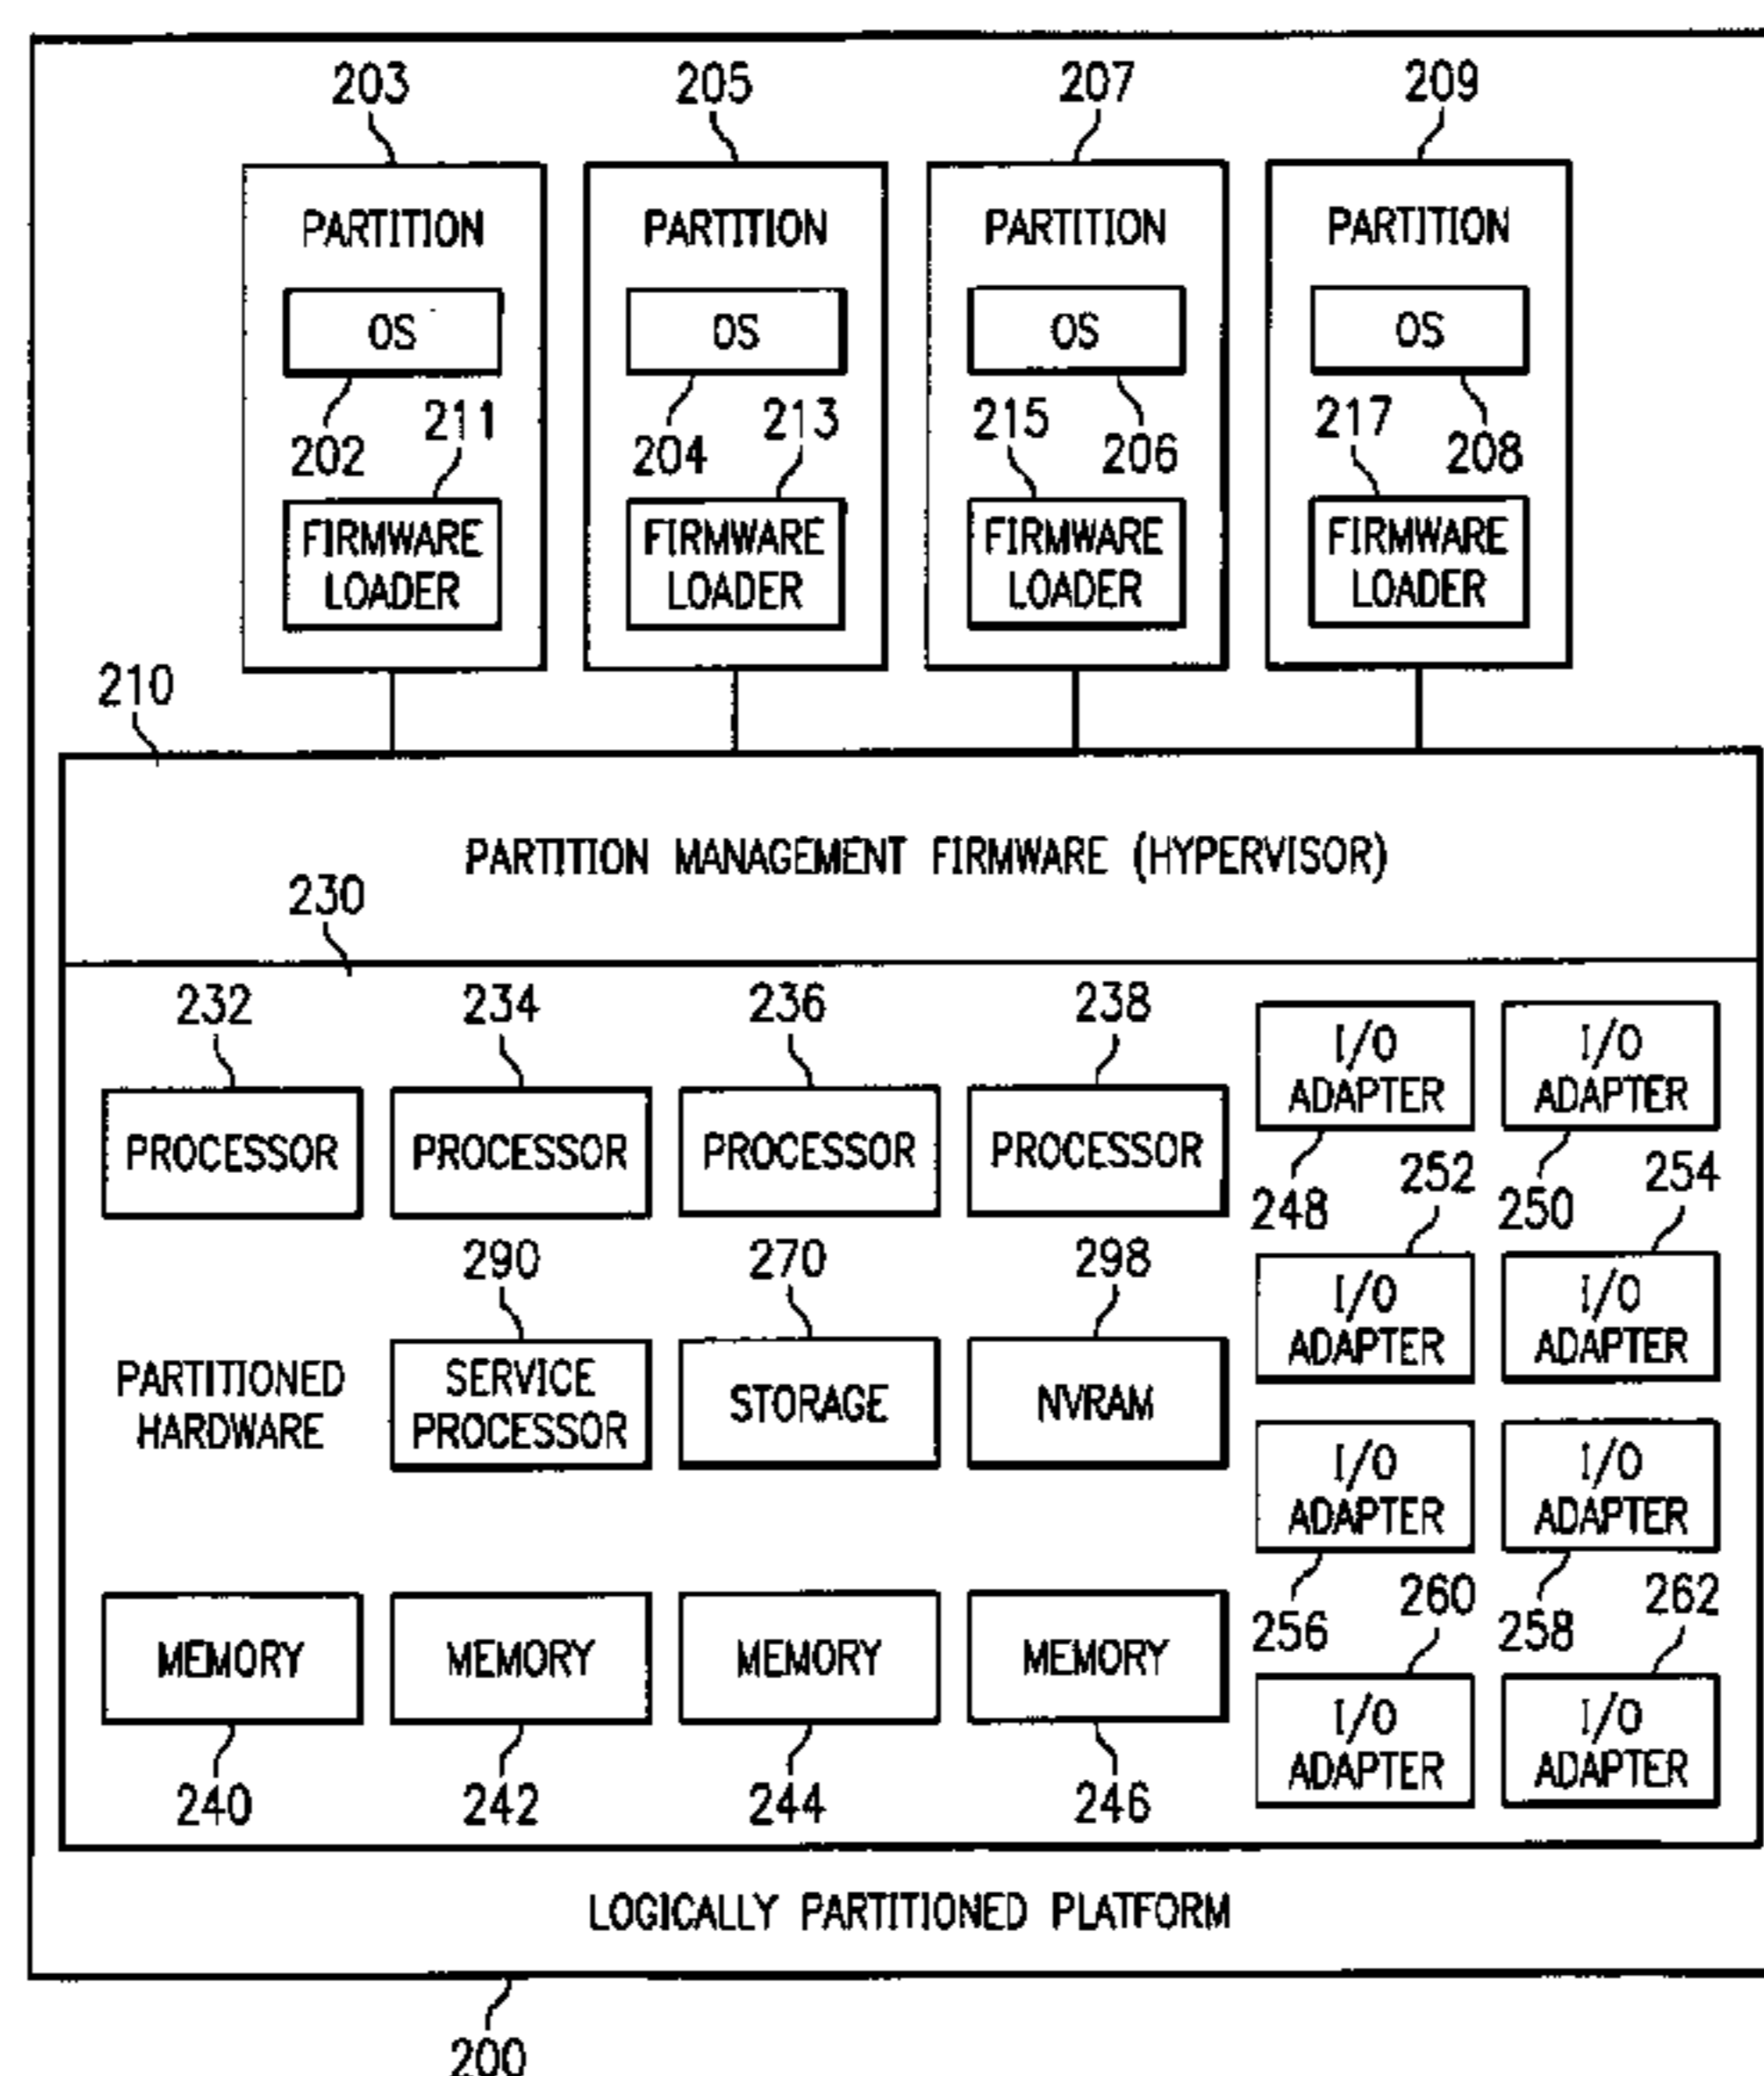 203 205 207 209
PARTITION PARTITION PARTITION PARTITION
OS OS OS OS
211 213 215 217
202 204 206 208
FIRMWARE FIRMWARE FIRMWARE FIRMWARE
LOADER LOADER LOADER LOADER
210
PARTITION MANAGEMENT FIRMWARE (HYPERVISOR)
230
232 234 236 238
PROCESSOR PROCESSOR PROCESSOR PROCESSOR
290 270 298
PARTITIONED
HARDWARE
SERVICE
PROCESSOR
STORAGE
NVRAM
MEMORY MEMORY MEMORY MEMORY
240 242 244 246
I/O I/O
ADAPTER ADAPTER
252 254
248 250
I/O I/O
ADAPTER ADAPTER
I/O I/O
ADAPTER ADAPTER
260 262
256 258
I/O I/O
ADAPTER ADAPTER
LOGICALLY PARTITIONED PLATFORM
200